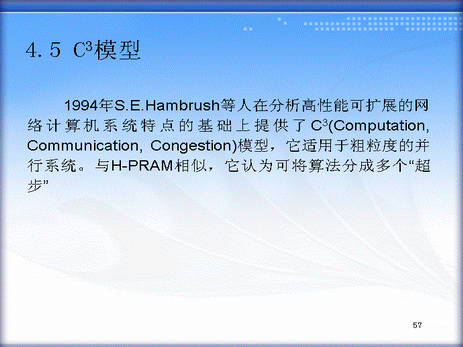 4.5 C³模型
1994年S.E.Hambrush等人在分析高性能可扩展的网
络计算机系统特点的基础上提供了C³(Computation,
Communication, Congestion)模型，它适用于粗粒度的并
行系统。与H-PRAM相似，它认为可将算法分成多个“超
步”
57